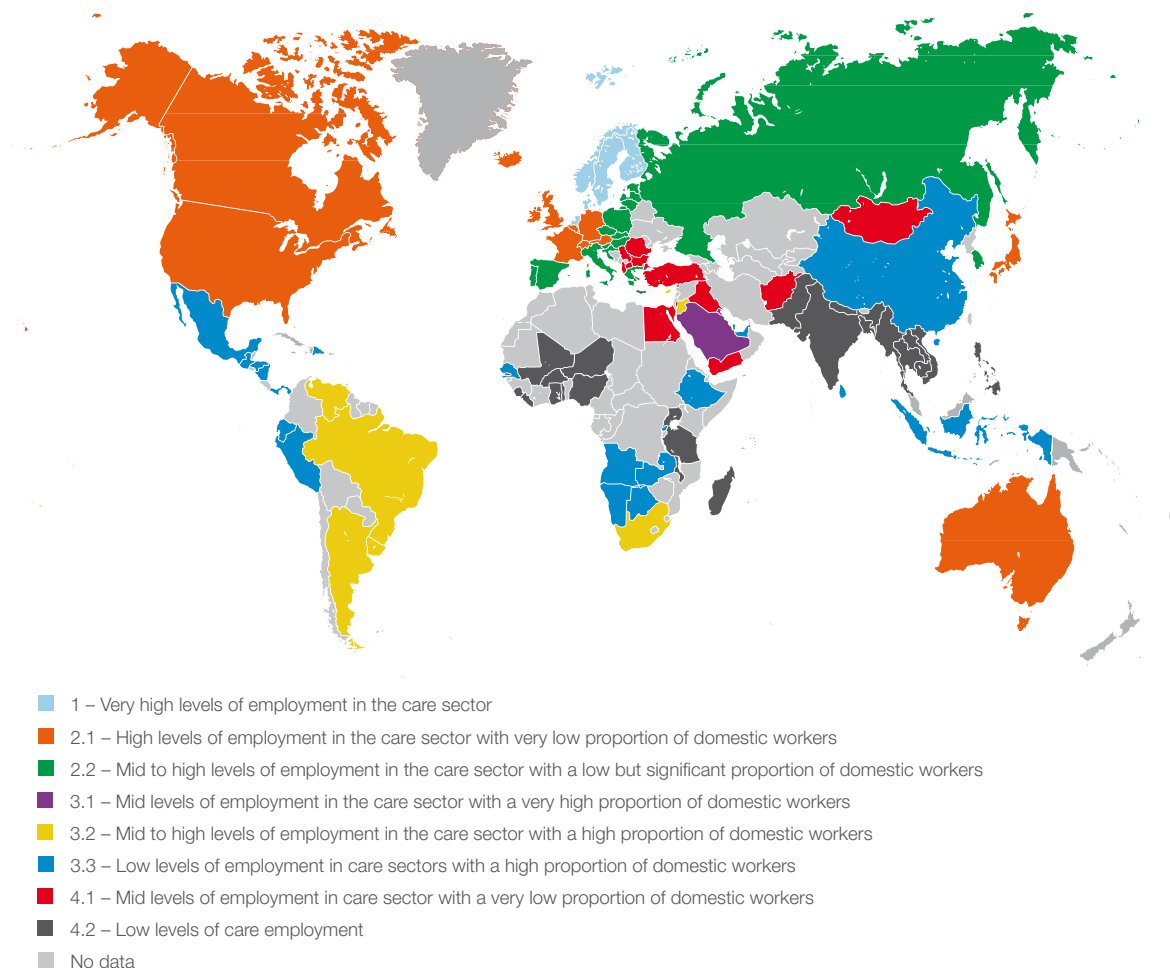 1 – Very high levels of employment in the care sector
2.1 – High levels of employment in the care sector with very low proportion of domestic workers
2.2 – Mid to high levels of employment in the care sector with a low but significant proportion of domestic workers
3.1 – Mid levels of employment in the care sector with a very high proportion of domestic workers
3.2 – Mid to high levels of employment in the care sector with a high proportion of domestic workers
3.3 – Low levels of employment in care sectors with a high proportion of domestic workers
4.1 – Mid levels of employment in care sector with a very low proportion of domestic workers
4.2 – Low levels of care employment
No data